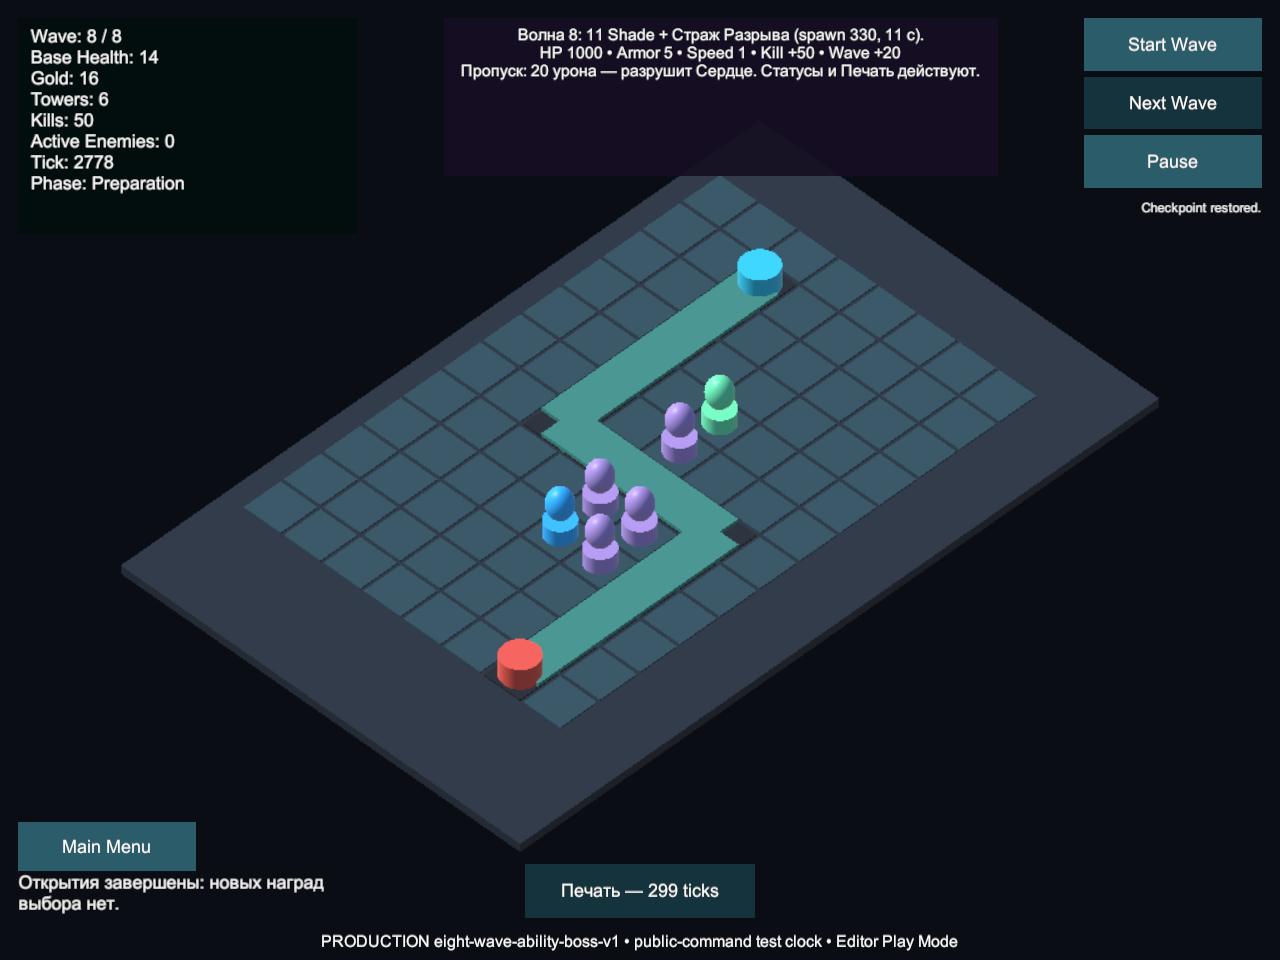 Wave: 8 / 8
Base Health: 14
Gold: 16
Towers: 6
Kills: 50
Active Enemies: 0
Tick: 2778
Phase: Preparation
Волна 8: 11 Shade + Страж Разрыва (spawn 330, 11 с).
HP 1000 • Armor 5 • Speed 1 • Kill +50 • Wave +20
Пропуск: 20 урона — разрушит Сердце. Статусы и Печать действуют.
Start Wave
Next Wave
Pause
Checkpoint restored.
Main Menu
Открытия завершены: новых наград
выбора нет.
Печать — 299 ticks
PRODUCTION eight-wave-ability-boss-v1 • public-command test clock • Editor Play Mode